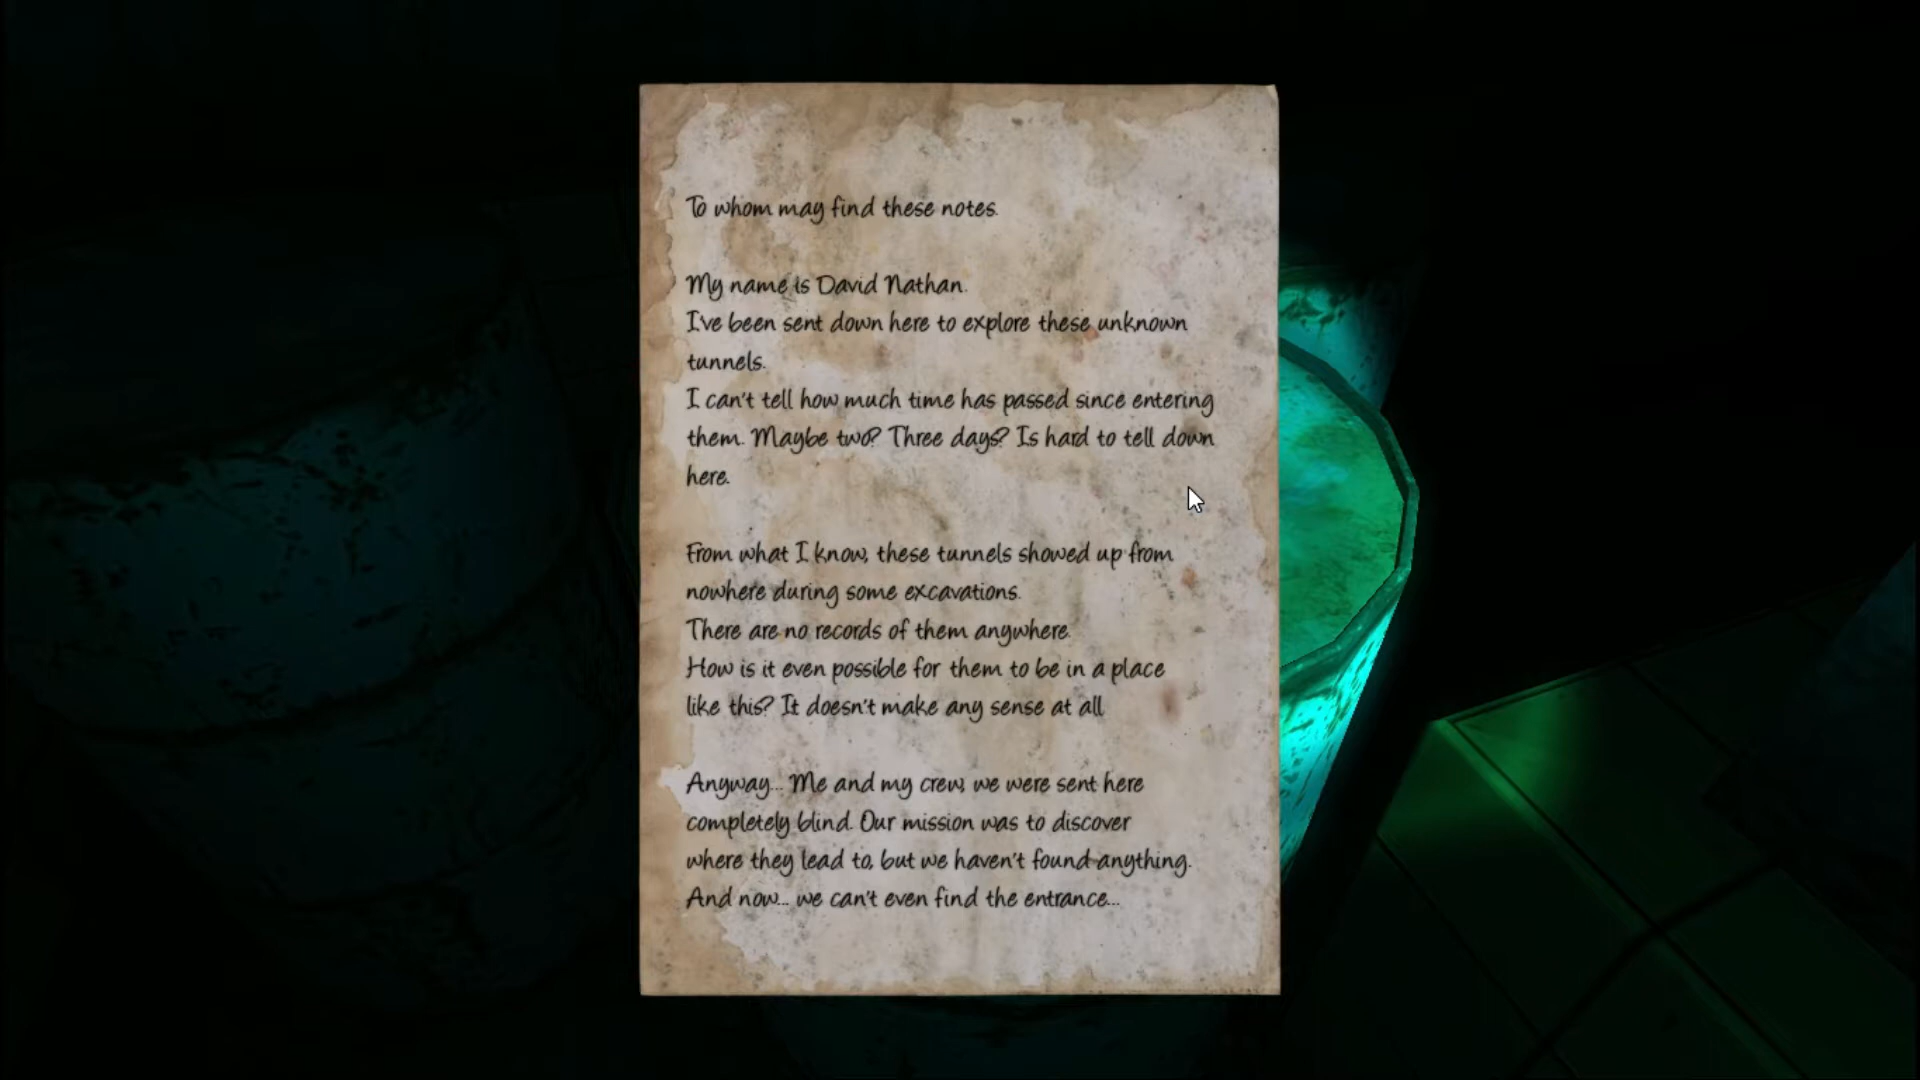 To whom may find these notes.
My name is David Nathan.
I've been sent down here to explore these unknown
tunnels.
I can't tell how much time has passed since entering
them. Maybe two? Three days? Is hard to tell down
here.
From what I know, these tunnels showed up from
nowhere during some excavations.
There are no records of them anywhere.
How is it even possible for them to be in a place
like this? It doesn't make any sense at all.
Anyway... Me and my crew, we were sent here
completely blind. Our mission was to discover
where they lead to, but we haven't found anything.
And now... we can't even find the entrance...